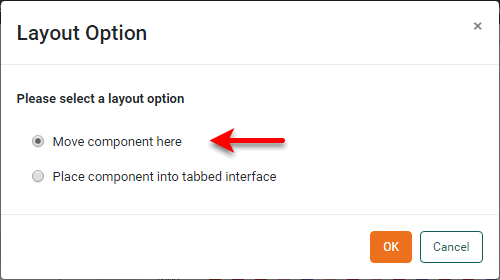 Layout Option
×
Please select a layout option
Move component here
Place component into tabbed interface
OK
Cancel